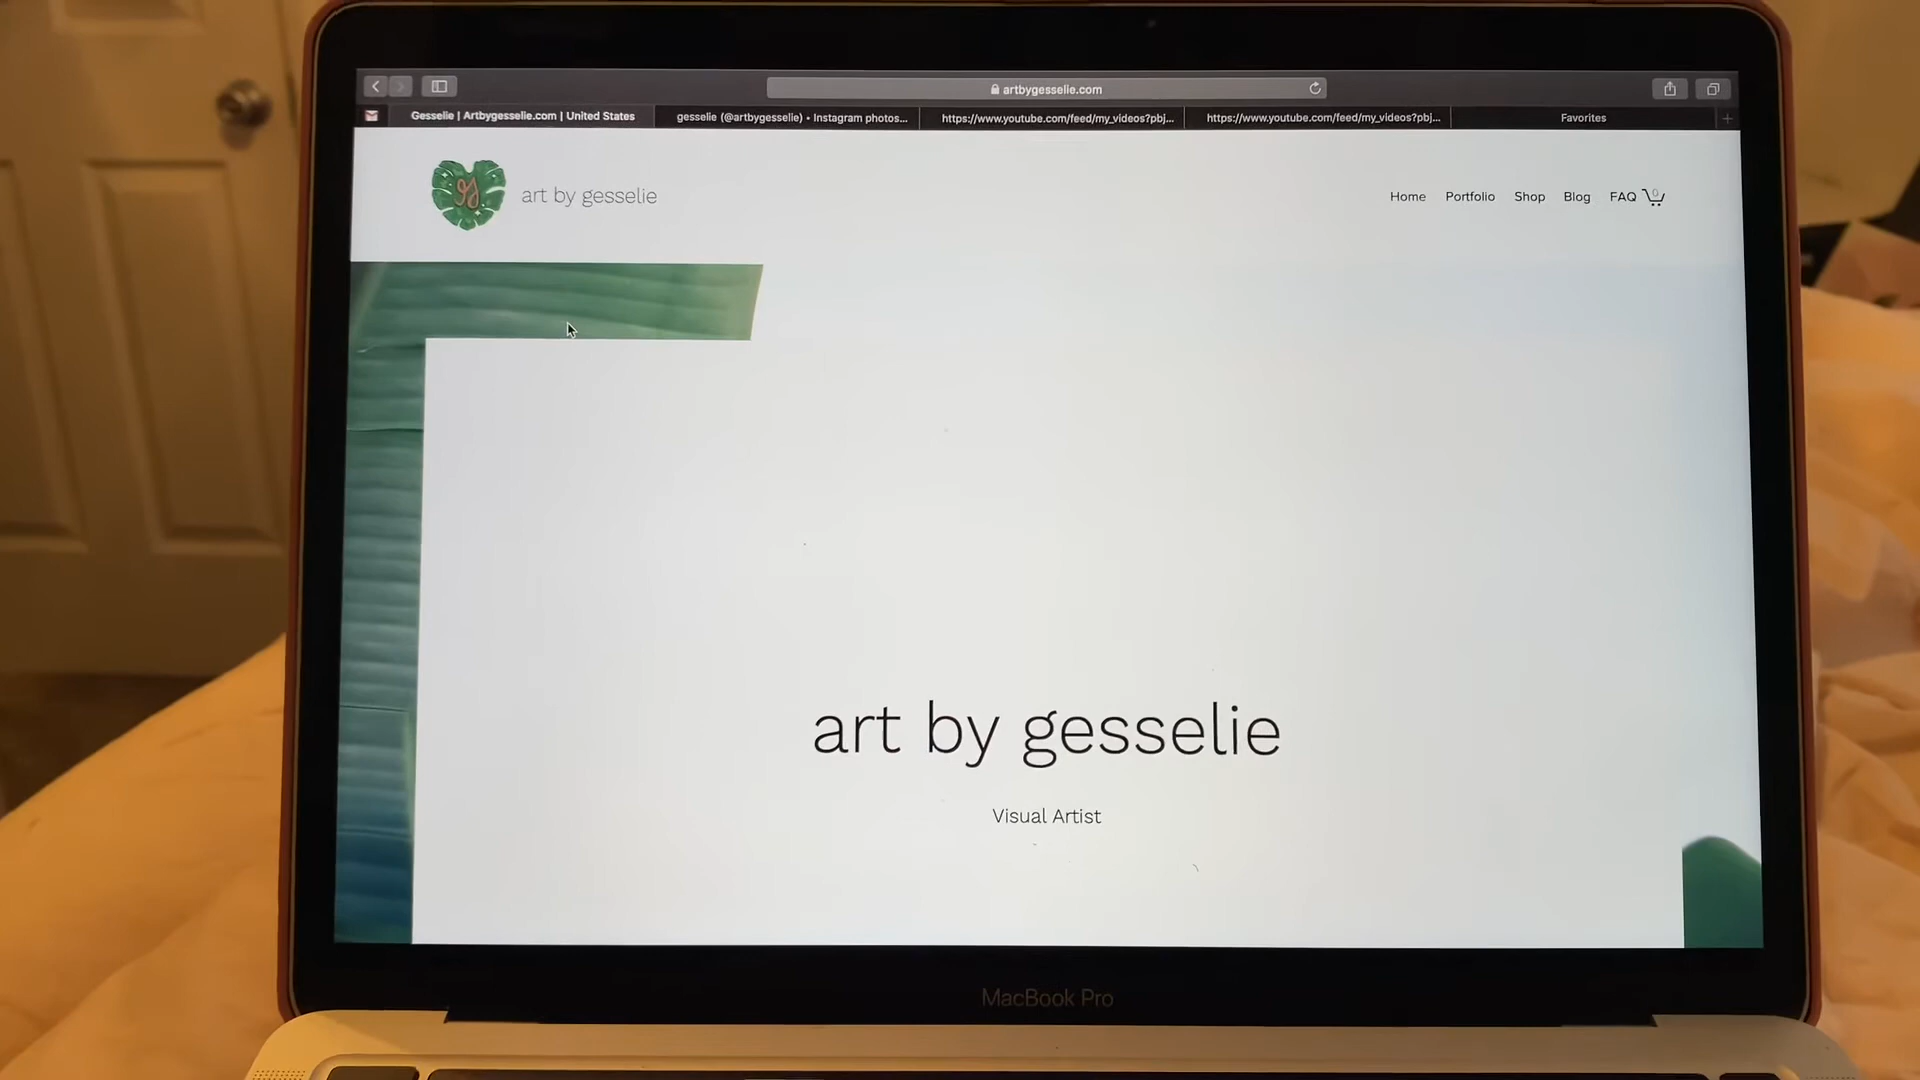 artbygesselie.com
Gesselie | Artbygesselie.com | United States
gesselie (@artbygesselie) • Instagram photos...
https://www.youtube.com/feed/my_videos?pbj...
https://www.youtube.com/feed/my_videos?pbj...
Favorites
gs
art by gesselie
Home
Portfolio
Shop
Blog
FAQ
0
art by gesselie
Visual Artist
MacBook Pro